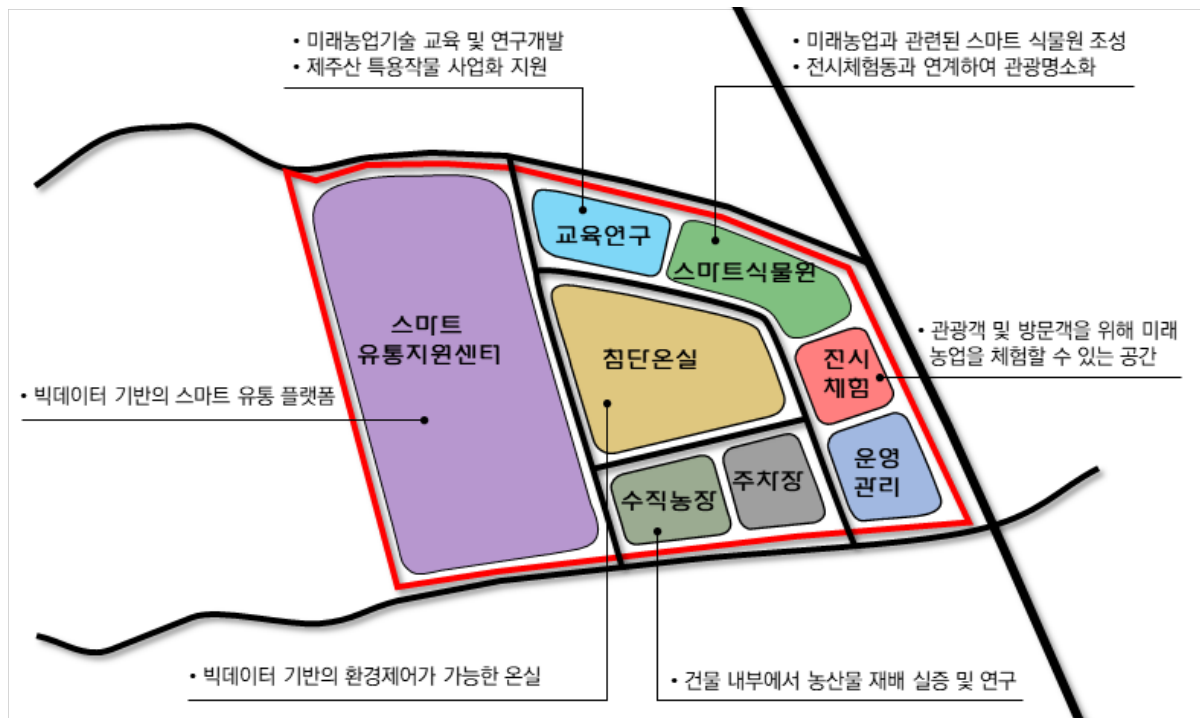 • 미래농업기술 교육 및 연구개발
• 제주산 특용작물 사업화 지원
• 미래농업과 관련된 스마트 식물원 조성
• 전시체험동과 연계하여 관광명소화
교육연구
스마트식물원
스마트
유통지원센터
첨단온실
진시
체험
• 관광객 및 방문객을 위해 미래
농업을 체험할 수 있는 공간
• 빅데이터 기반의 스마트 유통 플랫폼
수직농장
주차장
운영
관리
• 빅데이터 기반의 환경제어가 가능한 온실
• 건물 내부에서 농산물 재배 실증 및 연구